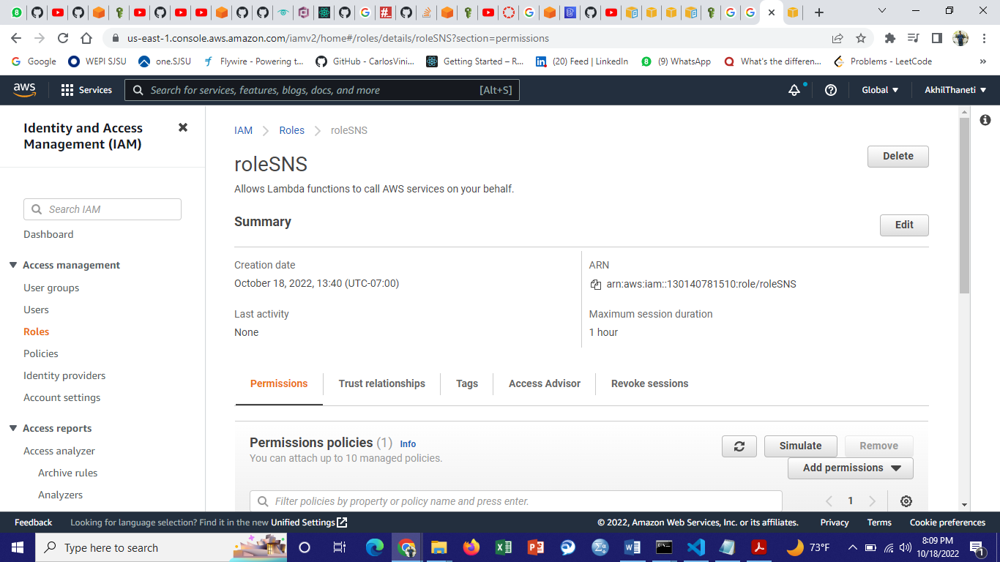 us-east-1.console.aws.amazon.com/iamv2/home#/roles/details/roleSNS?section=permissions
Google WEPI SJSU one.SJSU Flywire - Powering t... GitHub - CarlosVini... Getting Started – R... (20) Feed | LinkedIn (9) WhatsApp What's the differen... Problems - LeetCode »
aws Services Search for services, features, blogs, docs, and more [Alt+S] Global AkhilThaneti
Identity and Access
Management (IAM)
Search IAM
Dashboard
Access management
User groups
Users
Roles
Policies
Identity providers
Account settings
Access reports
Access analyzer
Archive rules
Analyzers
IAM Roles roleSNS
roleSNS
Delete
Allows Lambda functions to call AWS services on your behalf.
Summary
Edit
Creation date
October 18, 2022, 13:40 (UTC-07:00)
ARN
arn:aws:iam::130140781510:role/roleSNS
Last activity
None
Maximum session duration
1 hour
Permissions Trust relationships Tags Access Advisor Revoke sessions
Permissions policies (1) Info
You can attach up to 10 managed policies.
Simulate Remove
Add permissions
Filter policies by property or policy name and press enter.
1
Feedback Looking for language selection? Find it in the new Unified Settings © 2022, Amazon Web Services, Inc. or its affiliates. Privacy Terms Cookie preferences
Type here to search
73°F
8:09 PM
10/18/2022
1